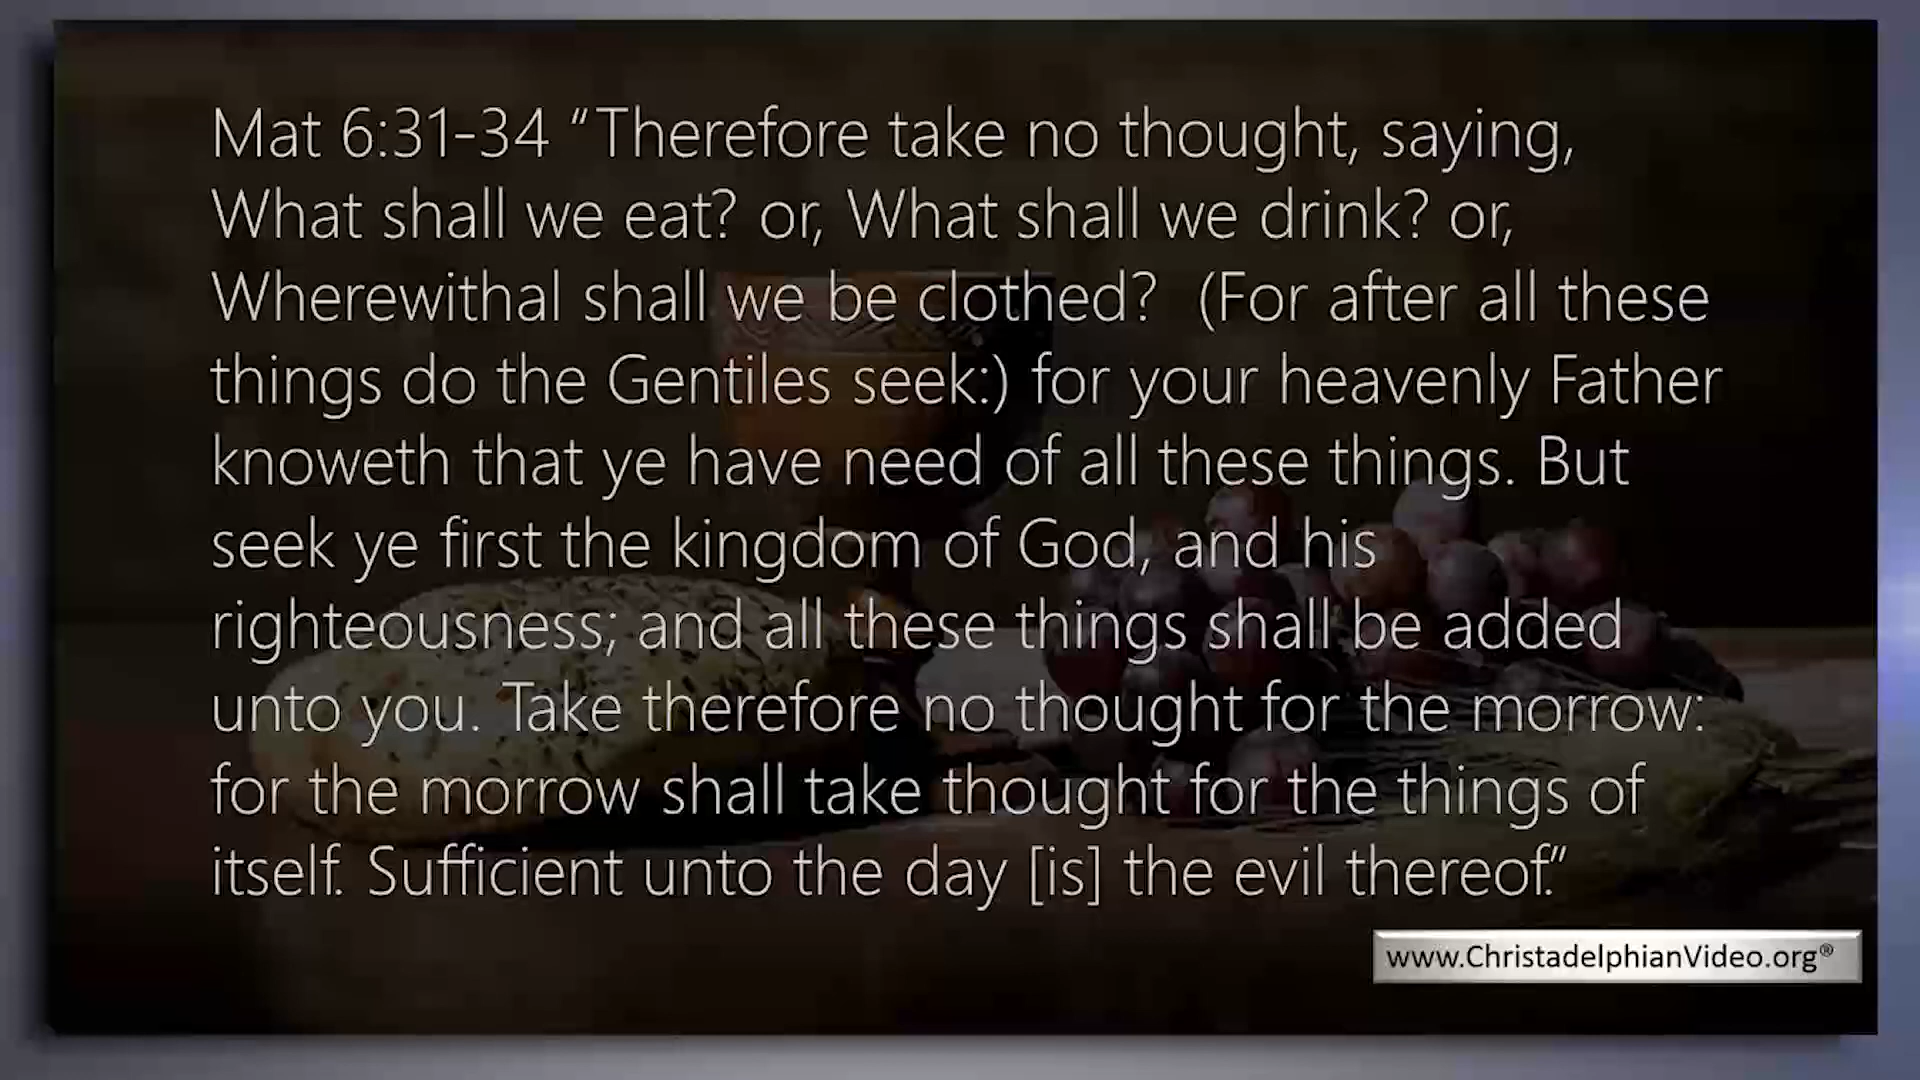 Mat 6:31-34 “Therefore take no thought, saying,
What shall we eat? or, What shall we drink? or,
Wherewithal shall we be clothed?  (For after all these
things do the Gentiles seek:) for your heavenly Father
knoweth that ye have need of all these things. But
seek ye first the kingdom of God, and his
righteousness; and all these things shall be added
unto you. Take therefore no thought for the morrow:
for the morrow shall take thought for the things of
itself. Sufficient unto the day [is] the evil thereof.”
www.ChristadelphianVideo.org®